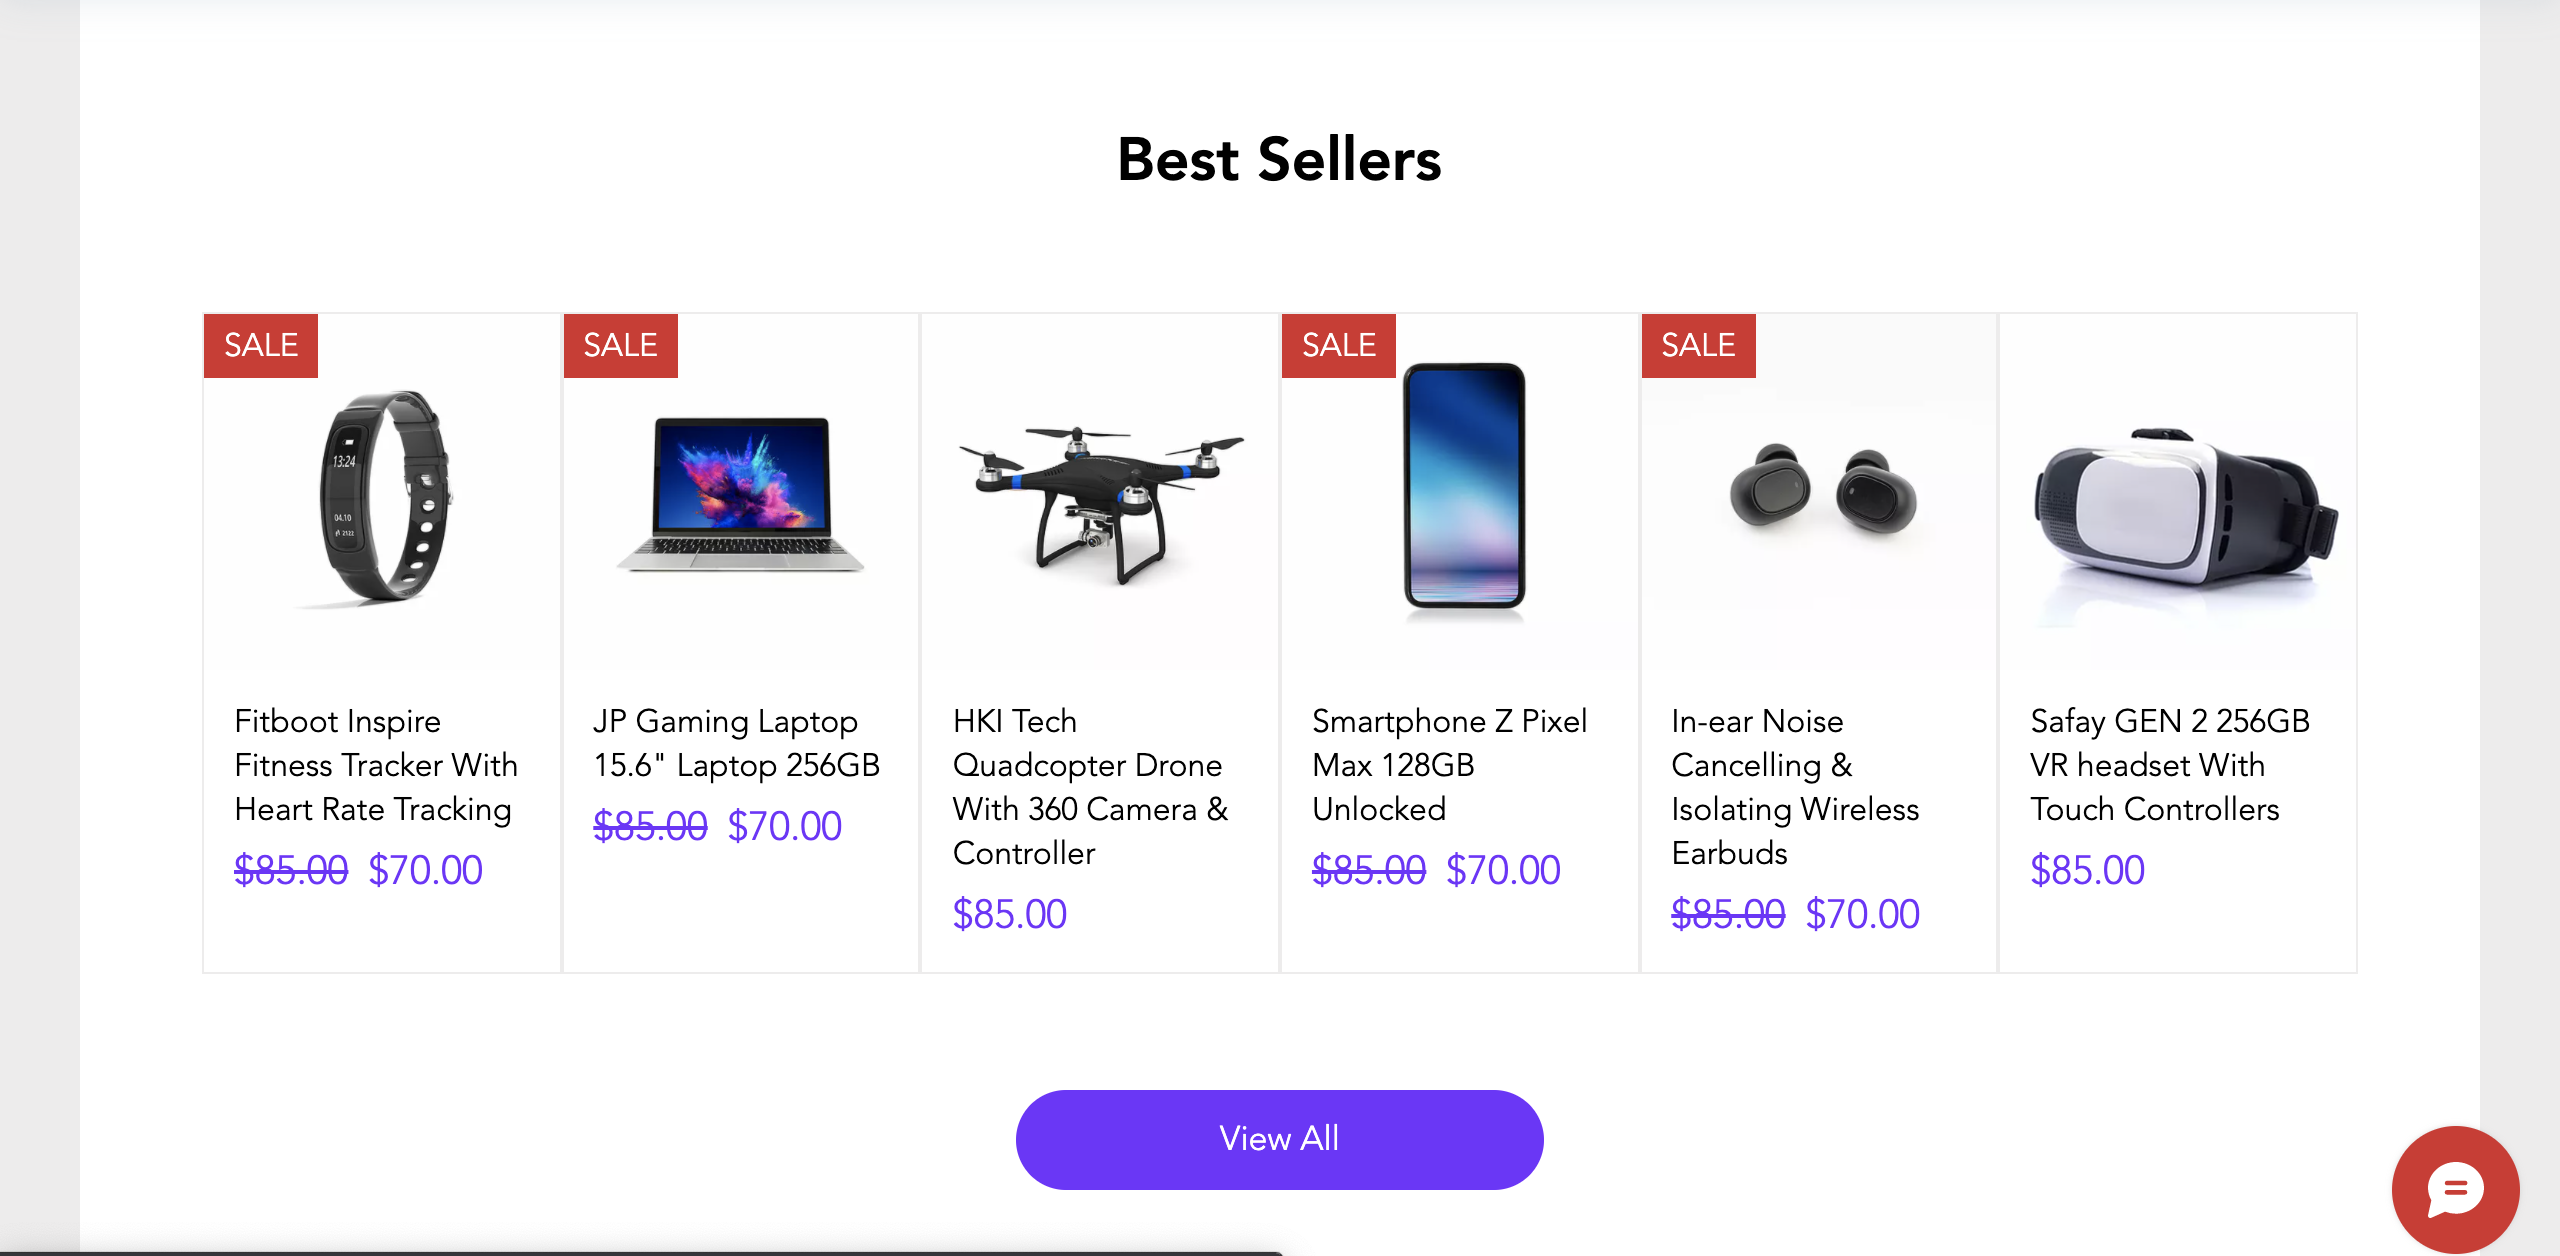 Best Sellers
SALE
13:24
04.10
2122
Fitboot Inspire
Fitness Tracker With
Heart Rate Tracking
$85.00 $70.00
SALE
JP Gaming Laptop
15.6" Laptop 256GB
$85.00 $70.00
HKI Tech
Quadcopter Drone
With 360 Camera &
Controller
$85.00
SALE
Smartphone Z Pixel
Max 128GB
Unlocked
$85.00 $70.00
SALE
In-ear Noise
Cancelling &
Isolating Wireless
Earbuds
$85.00 $70.00
Safay GEN 2 256GB
VR headset With
Touch Controllers
$85.00
View All